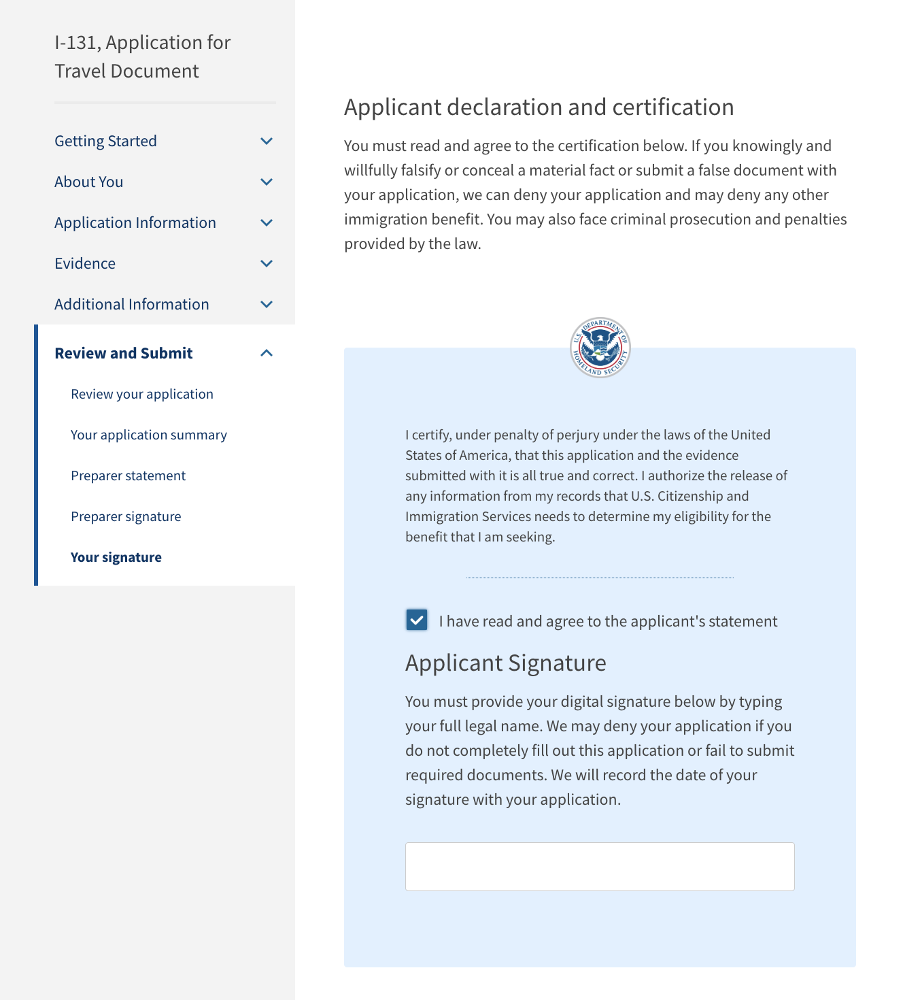 I-131, Application for
Travel Document
Getting Started
About You
Application Information
Evidence
Additional Information
Review and Submit
Review your application
Your application summary
Preparer statement
Preparer signature
Your signature
Applicant declaration and certification
You must read and agree to the certification below. If you knowingly and
willfully falsify or conceal a material fact or submit a false document with
your application, we can deny your application and may deny any other
immigration benefit. You may also face criminal prosecution and penalties
provided by the law.
U.S. DEPARTMENT OF
HOMELAND SECURITY
I certify, under penalty of perjury under the laws of the United
States of America, that this application and the evidence
submitted with it is all true and correct. I authorize the release of
any information from my records that U.S. Citizenship and
Immigration Services needs to determine my eligibility for the
benefit that I am seeking.
I have read and agree to the applicant's statement
Applicant Signature
You must provide your digital signature below by typing
your full legal name. We may deny your application if you
do not completely fill out this application or fail to submit
required documents. We will record the date of your
signature with your application.